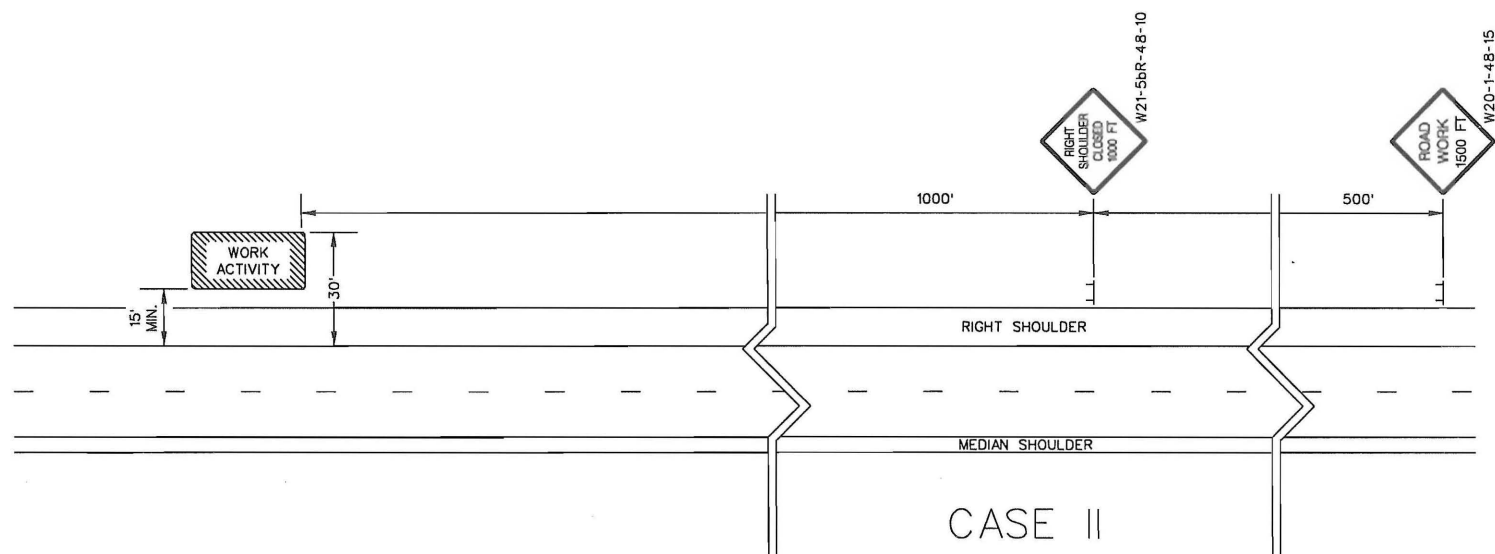 W21-5bR-48-10
W20-1-48-15
RIGHT
SHOULDER
CLOSED
1000 FT
ROAD
WORK
1500 FT
1000'
500'
WORK
ACTIVITY
30'
15'
MIN.
RIGHT SHOULDER
MEDIAN SHOULDER
CASE II